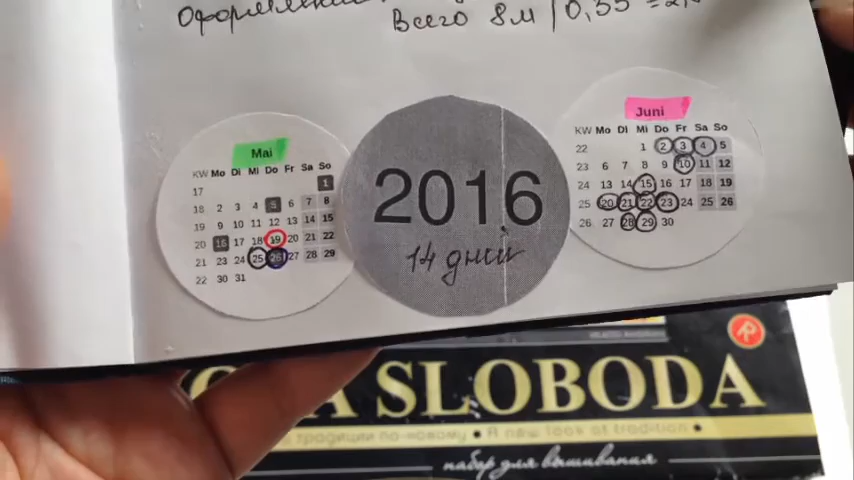 Всего 8м / 0,35
Mai
KW Mo Di Mi Do Fr Sa So
17 1
18 2 3 4 5 6 7 8
19 9 10 11 12 13 14 15
20 16 17 18 19 20 21 22
21 23 24 25 26 27 28 29
22 30 31
2016
14 дней
Juni
KW Mo Di Mi Do Fr Sa So
22 1 2 3 4 5
23 6 7 8 9 10 11 12
24 13 14 15 16 17 18 19
25 20 21 22 23 24 25 26
26 27 28 29 30
SLOBODA
традиции по-новому • A new look at tradition •
набор для вышивания